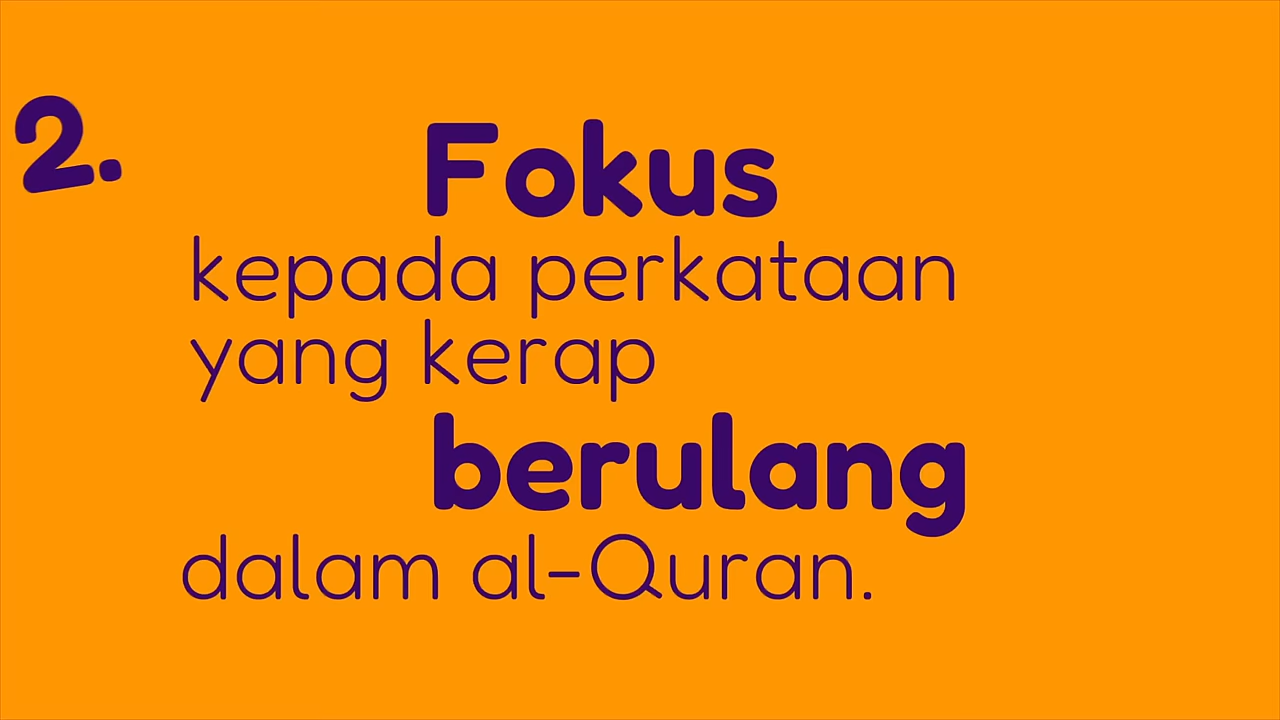 2.
Fokus
kepada perkataan
yang kerap
berulang
dalam al-Quran.